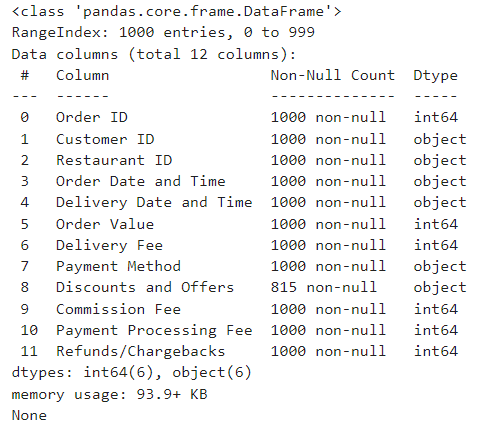 <class 'pandas.core.frame.DataFrame'>
RangeIndex: 1000 entries, 0 to 999
Data columns (total 12 columns):
 #   Column                  Non-Null Count  Dtype
---  ------                  --------------  -----
 0   Order ID                1000 non-null   int64
 1   Customer ID             1000 non-null   object
 2   Restaurant ID           1000 non-null   object
 3   Order Date and Time     1000 non-null   object
 4   Delivery Date and Time  1000 non-null   object
 5   Order Value             1000 non-null   int64
 6   Delivery Fee            1000 non-null   int64
 7   Payment Method          1000 non-null   object
 8   Discounts and Offers    815 non-null    object
 9   Commission Fee          1000 non-null   int64
 10  Payment Processing Fee  1000 non-null   int64
 11  Refunds/Chargebacks     1000 non-null   int64
dtypes: int64(6), object(6)
memory usage: 93.9+ KB
None